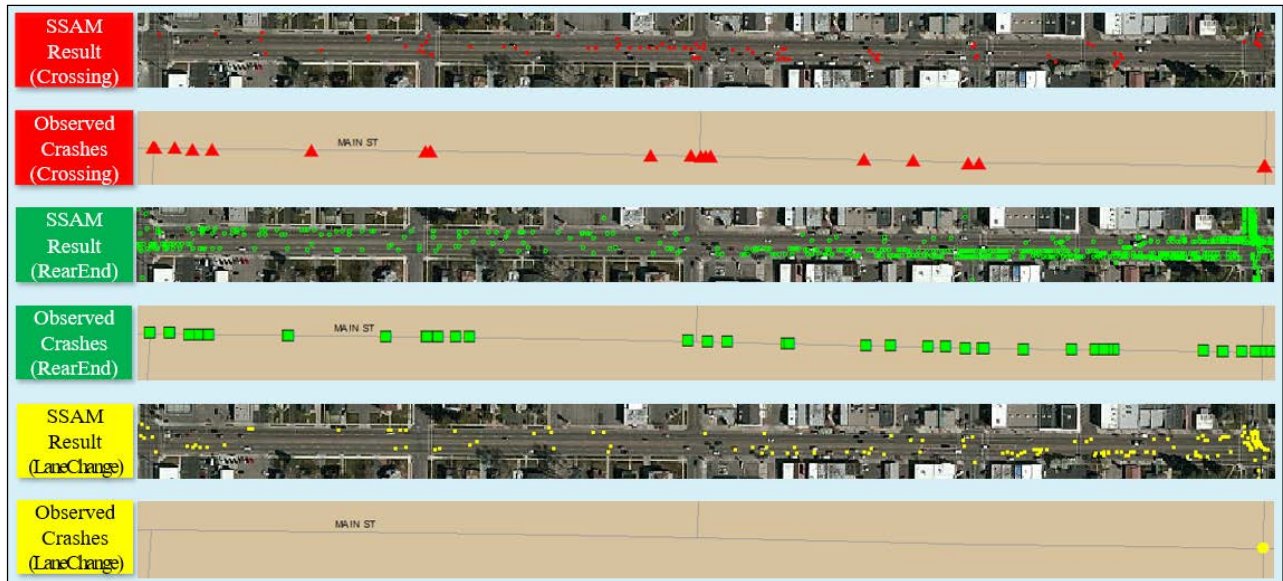 SSAM
Result
(Crossing)
Observed
Crashes
(Crossing)
MAIN ST
SSAM
Result
(RearEnd)
Observed
Crashes
(RearEnd)
MAIN ST
SSAM
Result
(LaneChange)
Observed
Crashes
(LaneChange)
MAIN ST